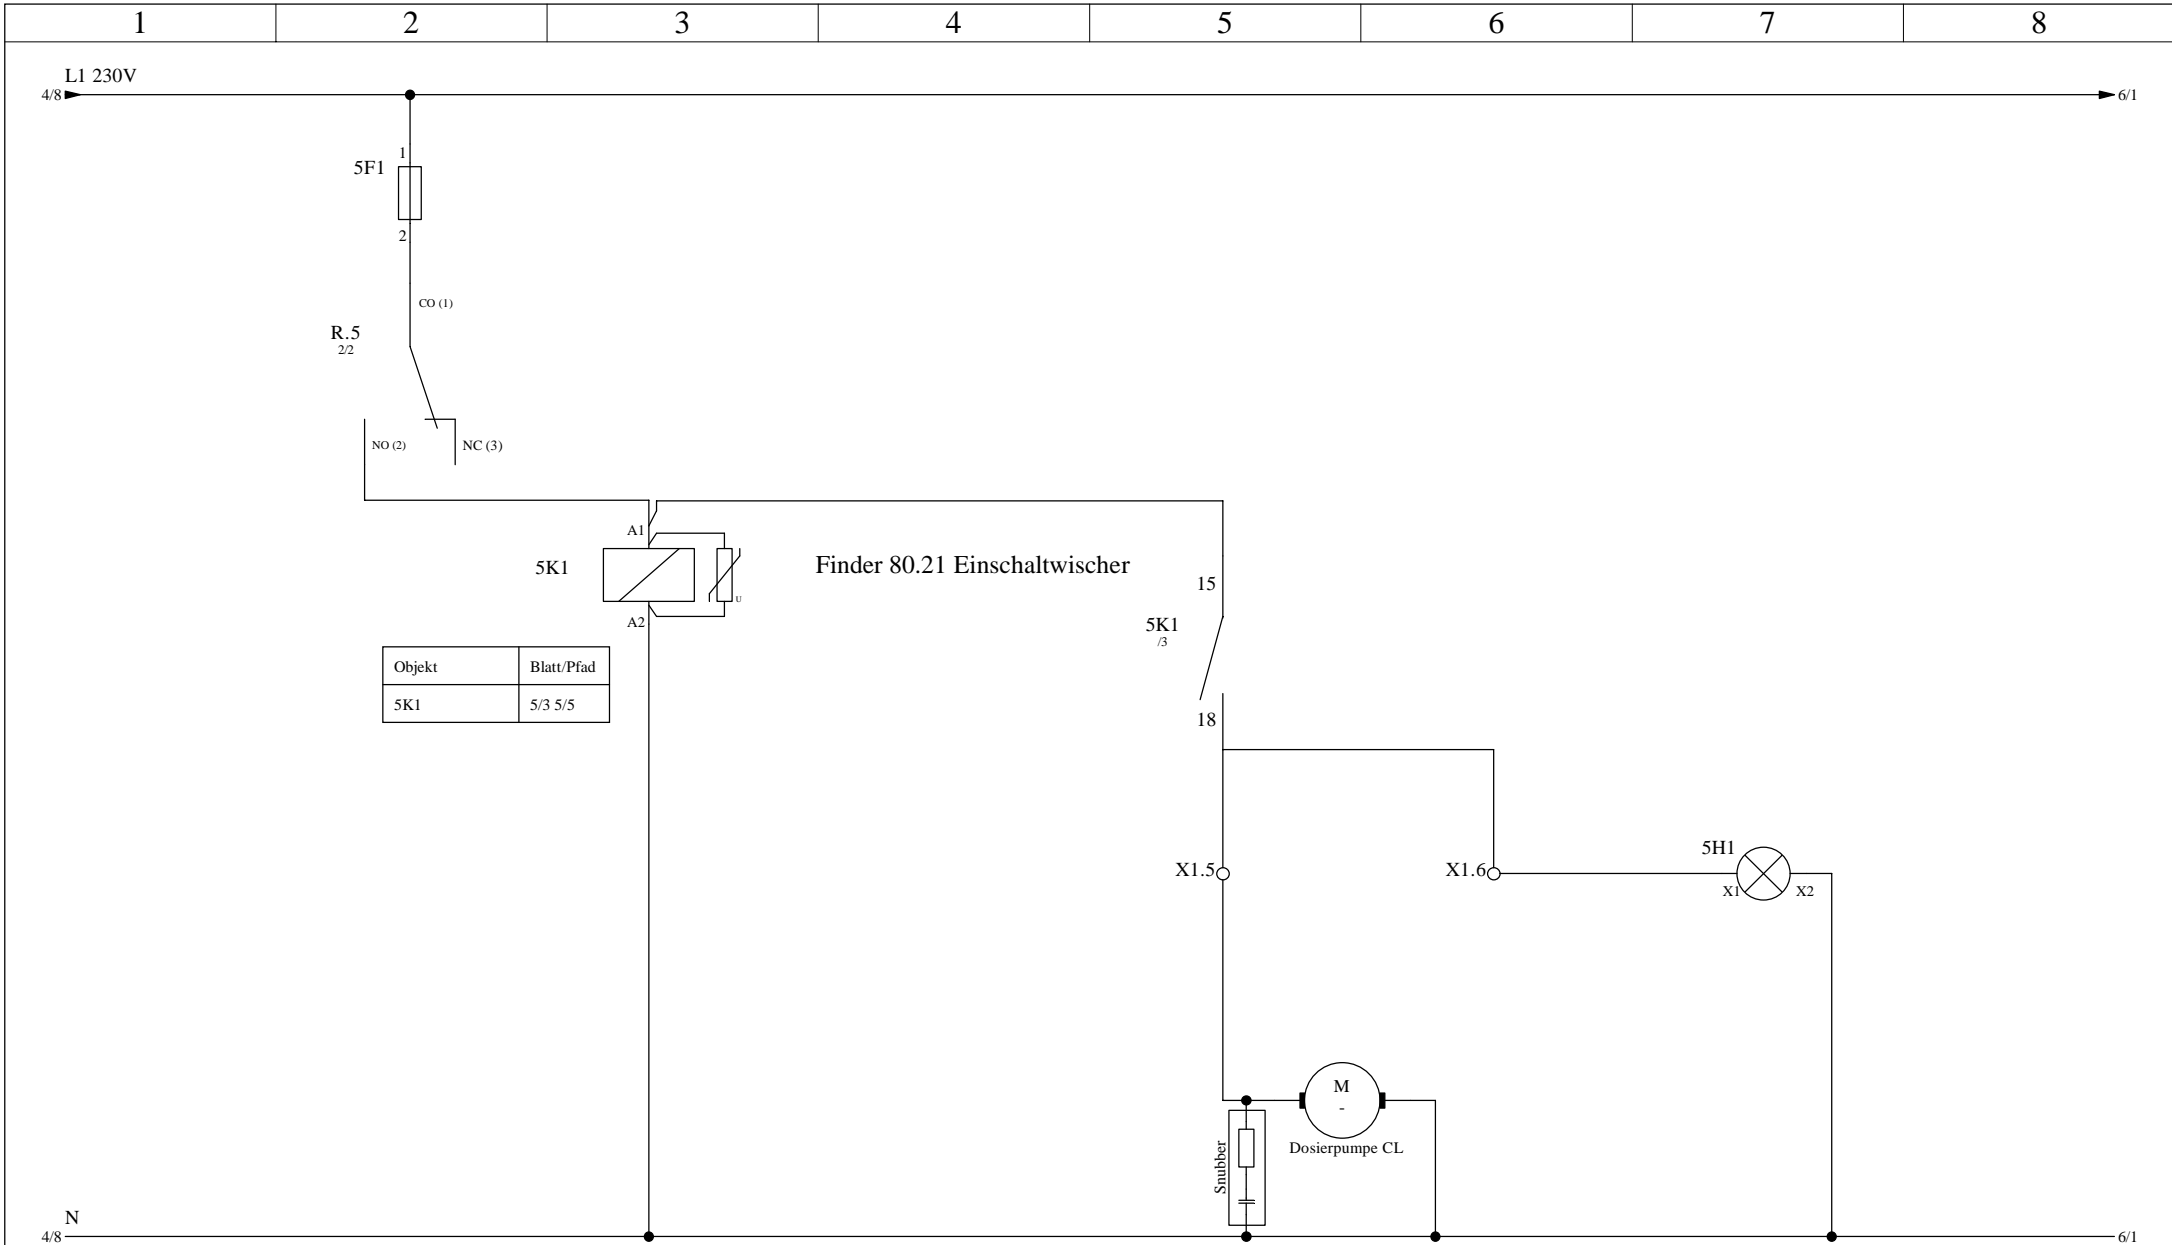 1 2 3 4 5 6 7 8
L1 230V
4/8 6/1
1
5F1
2
CO (1)
R.5
2/2
NO (2) NC (3)
A1
5K1 U Finder 80.21 Einschaltwischer
15
A2
5K1
/3
Objekt Blatt/Pfad
5K1 5/3 5/5
18
5H1
X1.5 X1.6
X1 X2
M
-
Dosierpumpe CL
Snubber
N
4/8 6/1